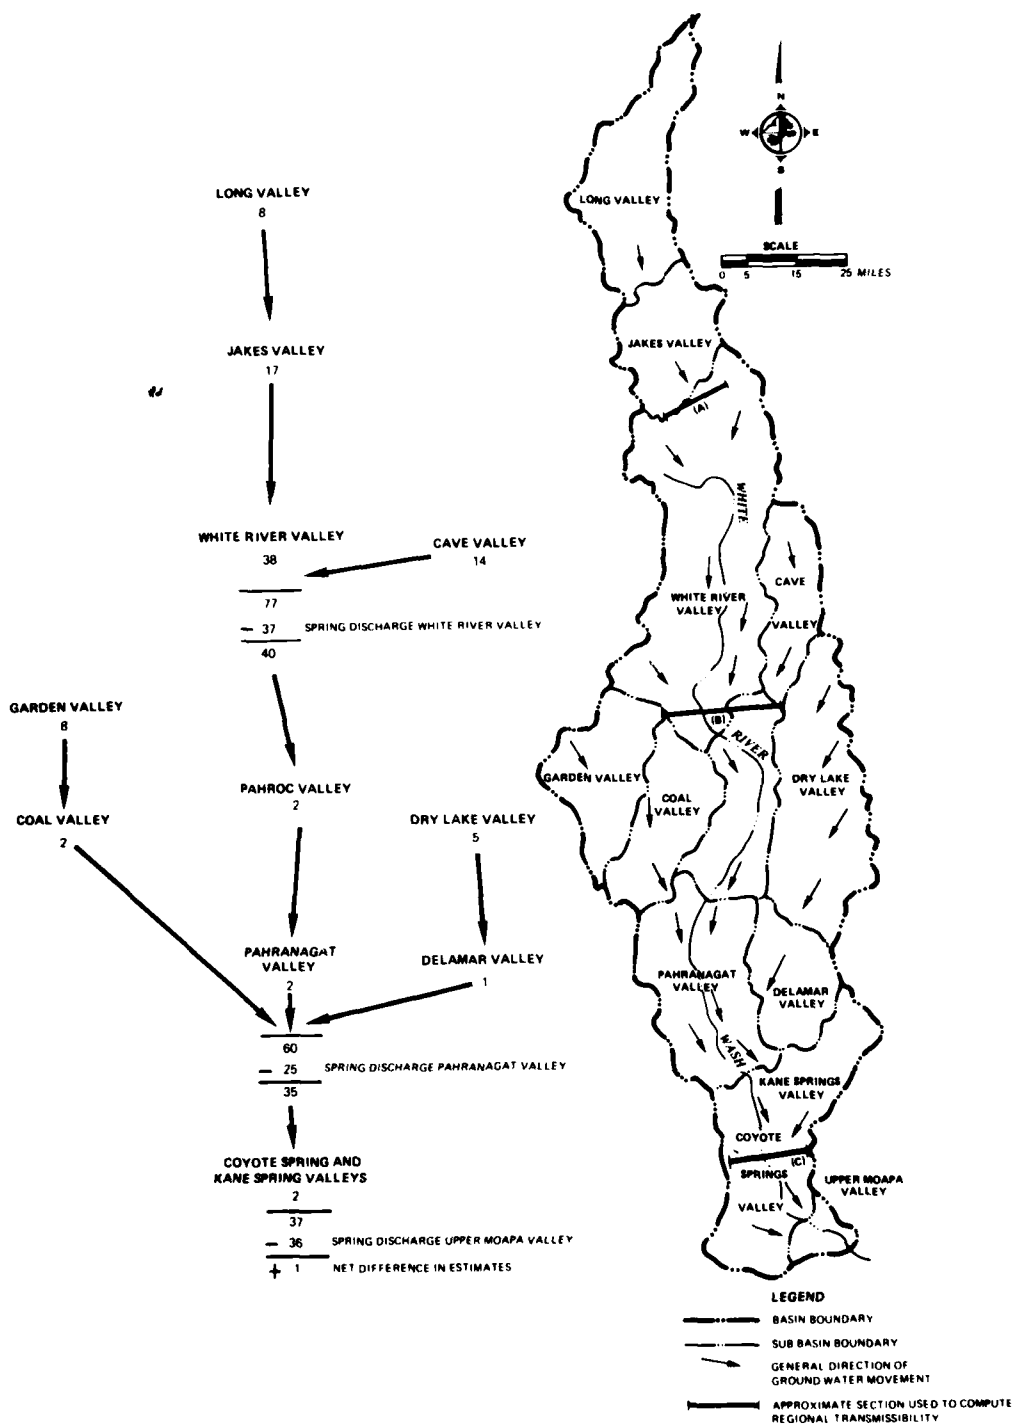 LONG VALLEY
8
JAKES VALLEY
17
WHITE RIVER VALLEY
38
CAVE VALLEY
14
77
− 37 SPRING DISCHARGE WHITE RIVER VALLEY
40
GARDEN VALLEY
8
COAL VALLEY
2
PAHROC VALLEY
2
DRY LAKE VALLEY
5
PAHRANAGAT
VALLEY
2
DELAMAR VALLEY
1
60
− 25 SPRING DISCHARGE PAHRANAGAT VALLEY
35
COYOTE SPRING AND
KANE SPRING VALLEYS
2
37
− 36 SPRING DISCHARGE UPPER MOAPA VALLEY
+ 1 NET DIFFERENCE IN ESTIMATES
N
W E
S
SCALE
0 5 15 25 MILES
LONG VALLEY
JAKES VALLEY
(A)
WHITE
CAVE
VALLEY
WHITE RIVER
VALLEY
(B)
RIVER
GARDEN VALLEY
COAL
VALLEY
DRY LAKE
VALLEY
PAHRANAGAT
VALLEY
DELAMAR
VALLEY
WASH
KANE SPRINGS
VALLEY
COYOTE
(C)
SPRINGS
VALLEY
UPPER MOAPA
VALLEY
LEGEND
BASIN BOUNDARY
SUB BASIN BOUNDARY
GENERAL DIRECTION OF
GROUND WATER MOVEMENT
APPROXIMATE SECTION USED TO COMPUTE
REGIONAL TRANSMISSIBILITY